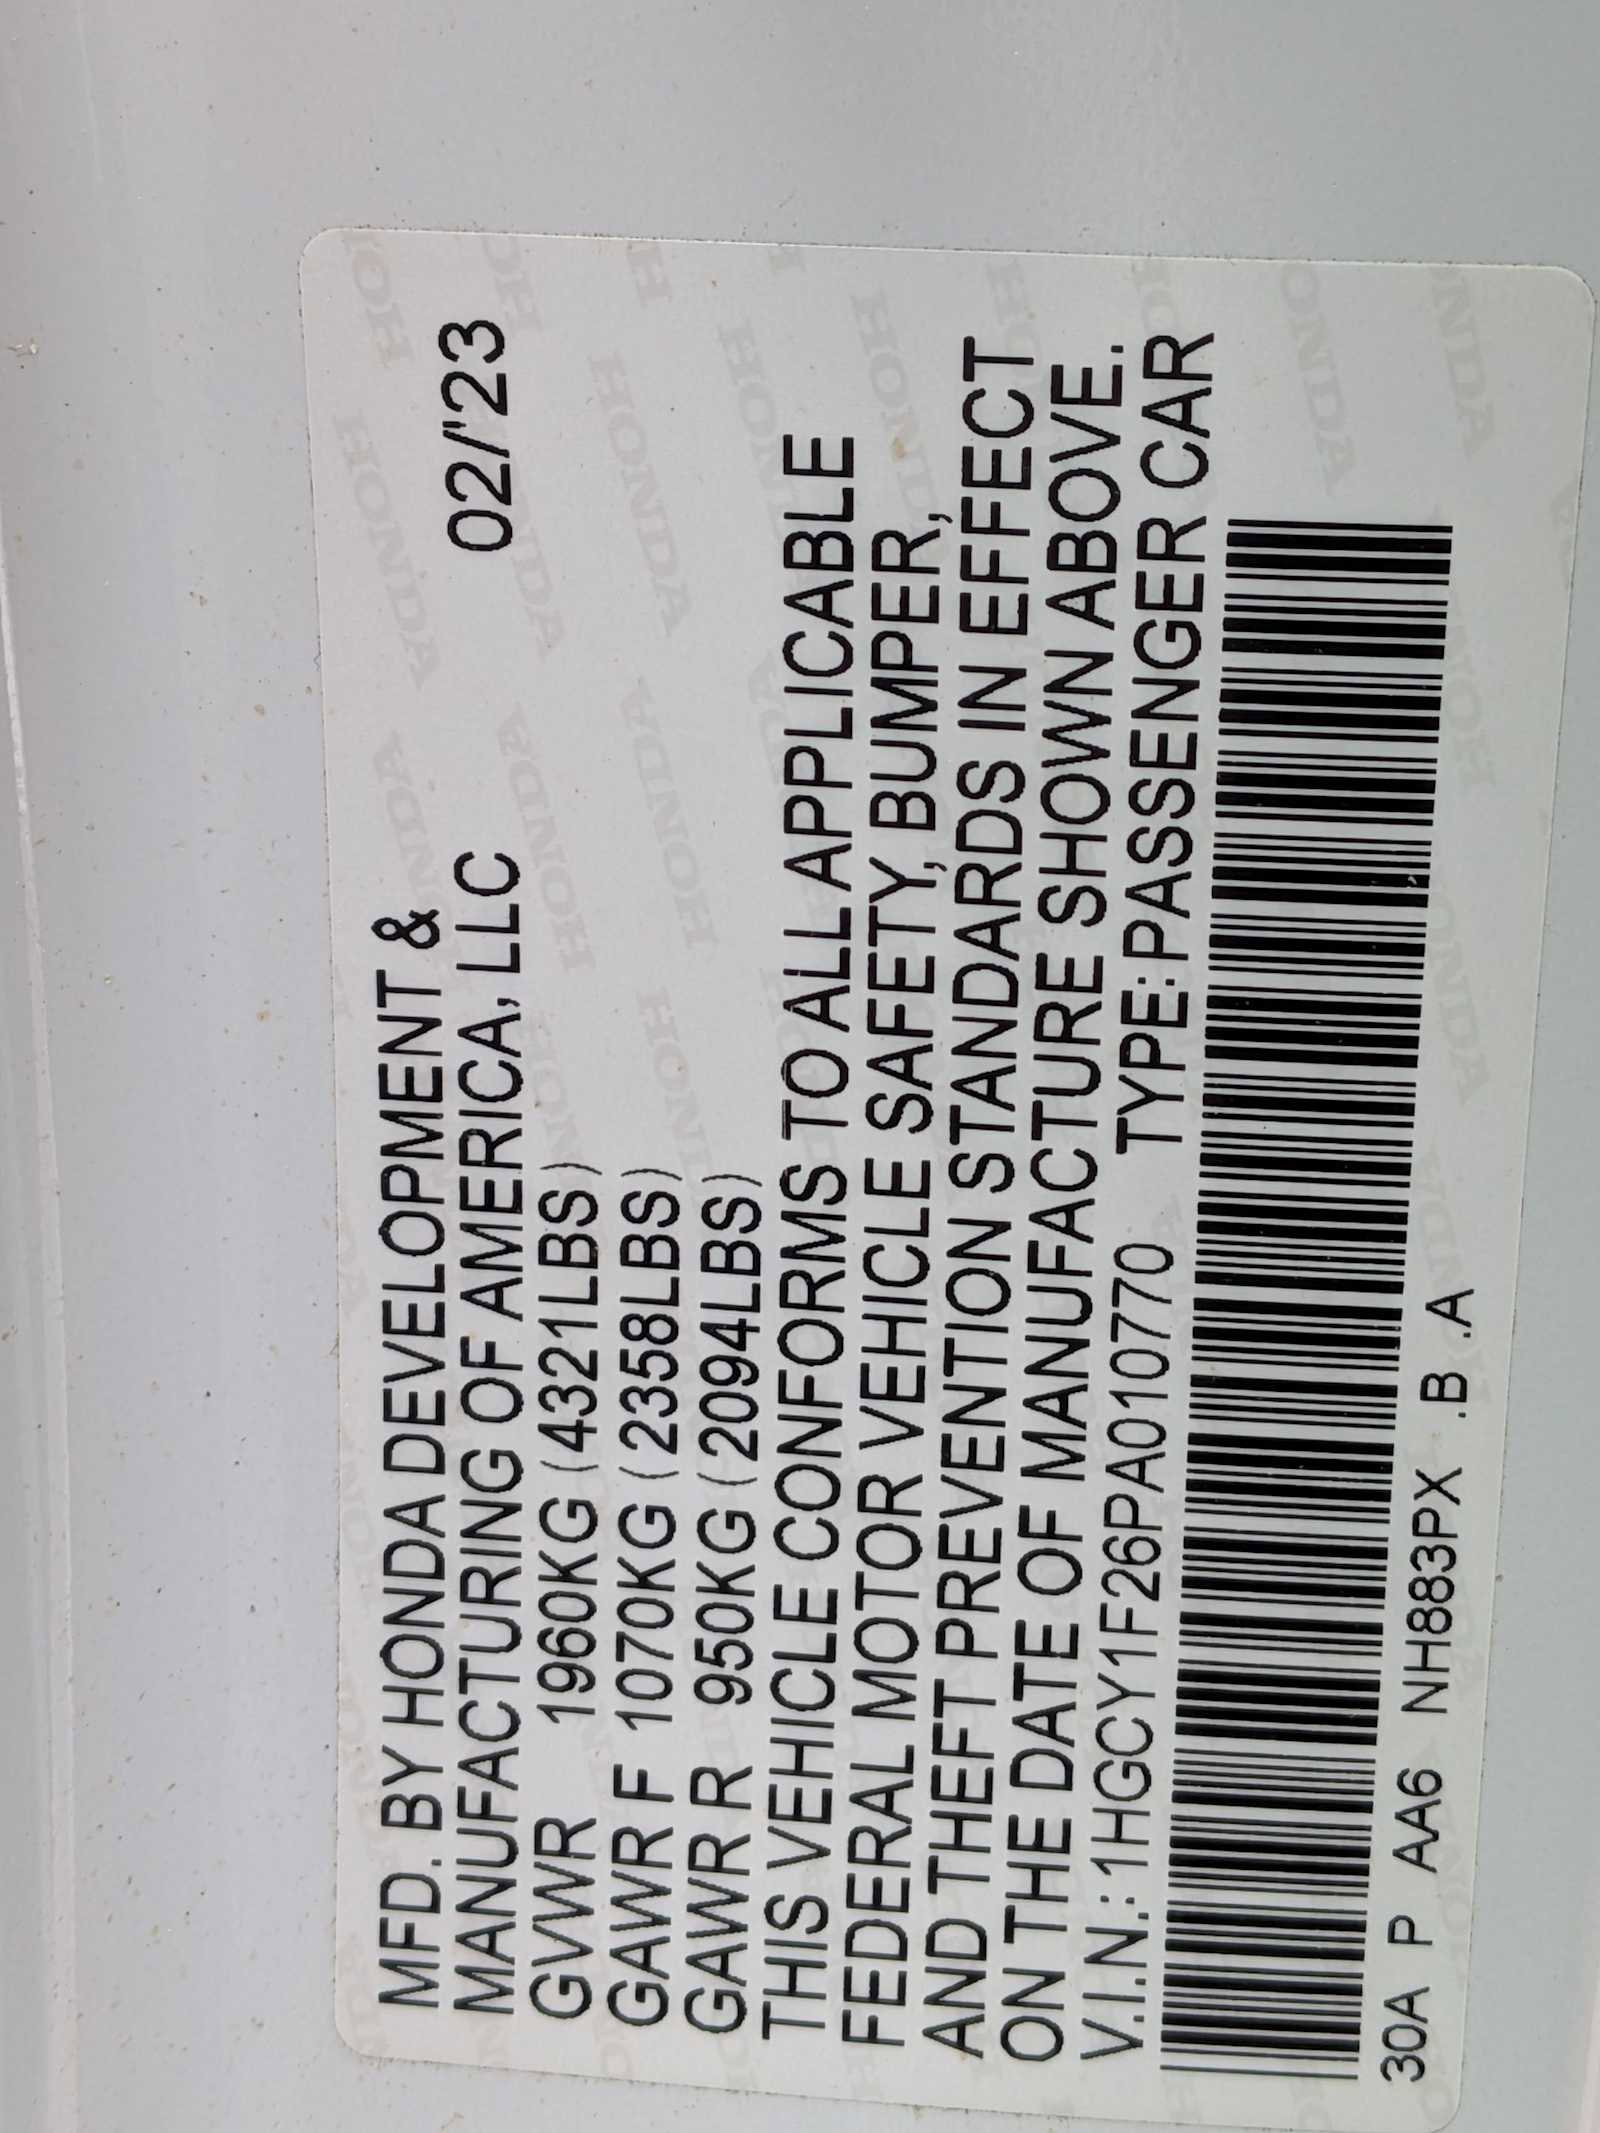 MFD. BY HONDA DEVELOPMENT &
MANUFACTURING OF AMERICA, LLC 02/'23
GVWR 1960KG (4321LBS)
GAWR F 1070KG (2358LBS)
GAWR R 950KG (2094LBS)
THIS VEHICLE CONFORMS TO ALL APPLICABLE
FEDERAL MOTOR VEHICLE SAFETY, BUMPER,
AND THEFT PREVENTION STANDARDS IN EFFECT
ON THE DATE OF MANUFACTURE SHOWN ABOVE.
V.I.N.:1HGCY1F26PA010770 TYPE:PASSENGER CAR
30A P AA6 NH883PX .B .A